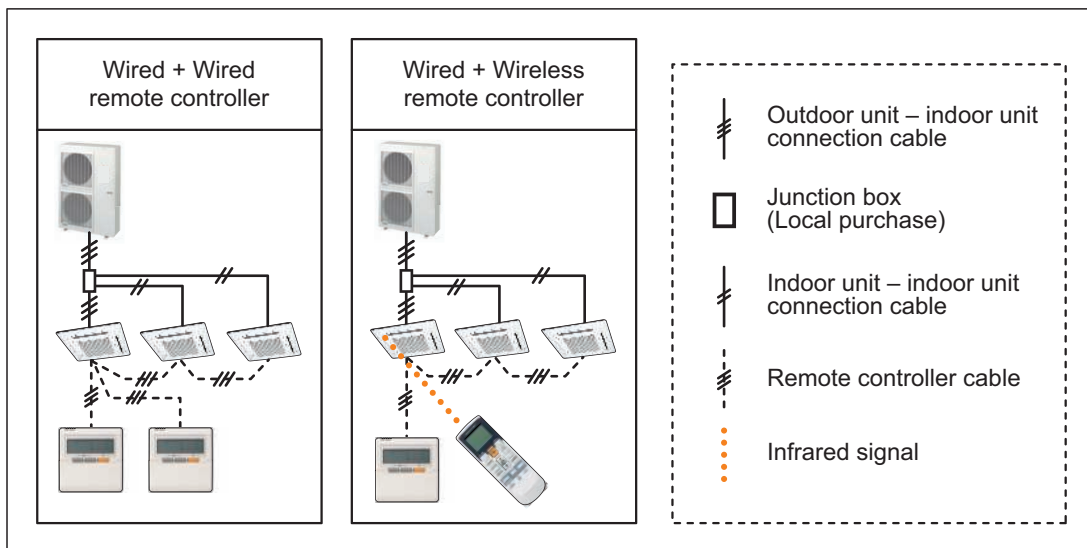 Wired + Wired
remote controller
Wired + Wireless
remote controller
Outdoor unit – indoor unit
connection cable
Junction box
(Local purchase)
Indoor unit – indoor unit
connection cable
Remote controller cable
Infrared signal